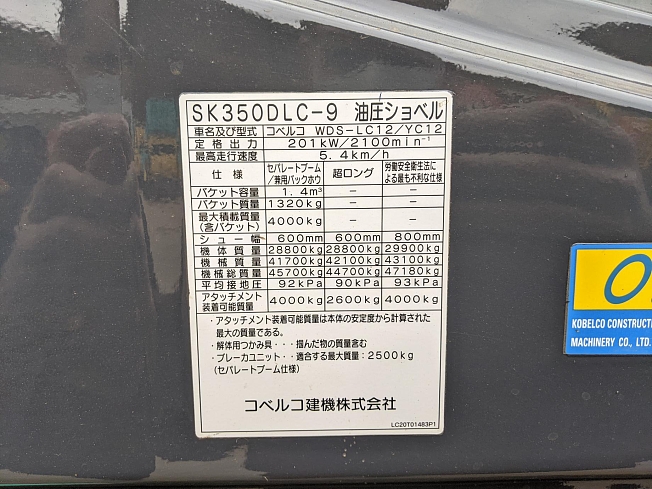 SK350DLC-9 油圧ショベル
車名及び型式 コベルコ WDS-LC12/YC12
定格出力 201kW/2100min⁻¹
最高走行速度 5.4km/h
仕様 セパレートブーム/兼用バックホウ 超ロング 労働安全衛生法による最も不利な仕様
バケット容量 1.4m³ - -
バケット質量 1320kg - -
最大積載質量(含バケット) 4000kg - -
シュー幅 600mm 600mm 800mm
機体質量 28800kg 28800kg 29900kg
機械質量 41700kg 42100kg 43100kg
機械総質量 45700kg 44700kg 47180kg
平均接地圧 92kPa 90kPa 93kPa
アタッチメント装着可能質量 4000kg 2600kg 4000kg
・アタッチメント装着可能質量は本体の安定度から計算された
最大の質量である。
・解体用つかみ具・・・掴んだ物の質量含む
・ブレーカユニット・・適合する最大質量：2500kg
(セパレートブーム仕様)
コベルコ建機株式会社
LC20T01483P1
KOBELCO CONSTRUCTI
MACHINERY CO., LTD.